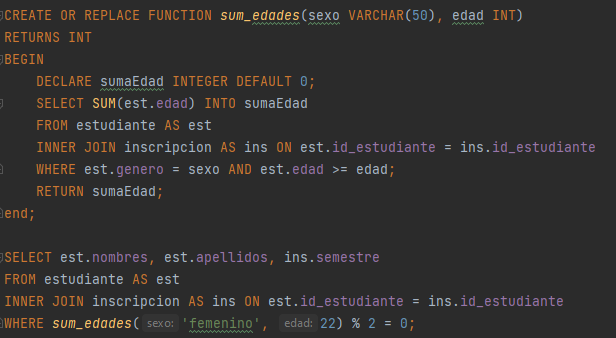 CREATE OR REPLACE FUNCTION sum_edades(sexo VARCHAR(50), edad INT)
RETURNS INT
BEGIN
    DECLARE sumaEdad INTEGER DEFAULT 0;
    SELECT SUM(est.edad) INTO sumaEdad
    FROM estudiante AS est
    INNER JOIN inscripcion AS ins ON est.id_estudiante = ins.id_estudiante
    WHERE est.genero = sexo AND est.edad >= edad;
    RETURN sumaEdad;
end;

SELECT est.nombres, est.apellidos, ins.semestre
FROM estudiante AS est
INNER JOIN inscripcion AS ins ON est.id_estudiante = ins.id_estudiante
WHERE sum_edades( sexo: 'femenino', edad: 22) % 2 = 0;